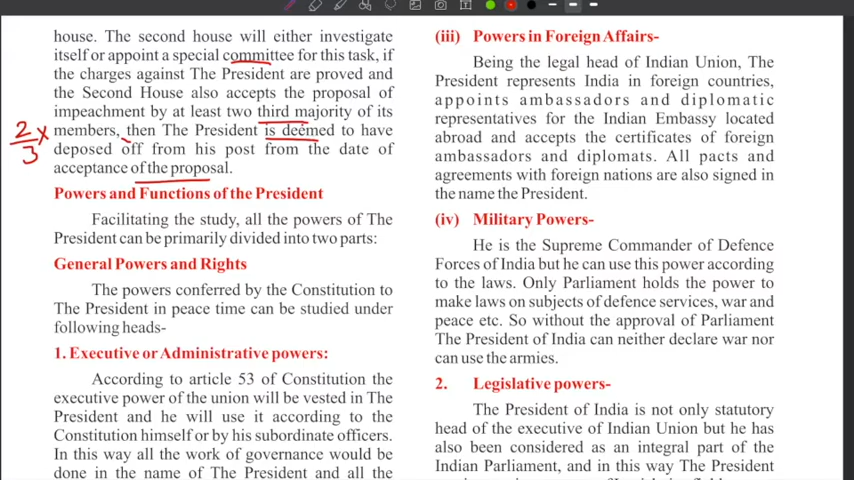 house. The second house will either investigate
itself or appoint a special committee for this task, if
the charges against The President are proved and
the Second House also accepts the proposal of
impeachment by at least two third majority of its
members, then The President is deemed to have
deposed off from his post from the date of
acceptance of the proposal.
2/3 ×
Powers and Functions of the President
Facilitating the study, all the powers of The
President can be primarily divided into two parts:
General Powers and Rights
The powers conferred by the Constitution to
The President in peace time can be studied under
following heads-
1. Executive or Administrative powers:
According to article 53 of Constitution the
executive power of the union will be vested in The
President and he will use it according to the
Constitution himself or by his subordinate officers.
In this way all the work of governance would be
done in the name of The President and all the
(iii) Powers in Foreign Affairs-
Being the legal head of Indian Union, The
President represents India in foreign countries,
appoints ambassadors and diplomatic
representatives for the Indian Embassy located
abroad and accepts the certificates of foreign
ambassadors and diplomats. All pacts and
agreements with foreign nations are also signed in
the name the President.
(iv) Military Powers-
He is the Supreme Commander of Defence
Forces of India but he can use this power according
to the laws. Only Parliament holds the power to
make laws on subjects of defence services, war and
peace etc. So without the approval of Parliament
The President of India can neither declare war nor
can use the armies.
2. Legislative powers-
The President of India is not only statutory
head of the executive of Indian Union but he has
also been considered as an integral part of the
Indian Parliament, and in this way The President